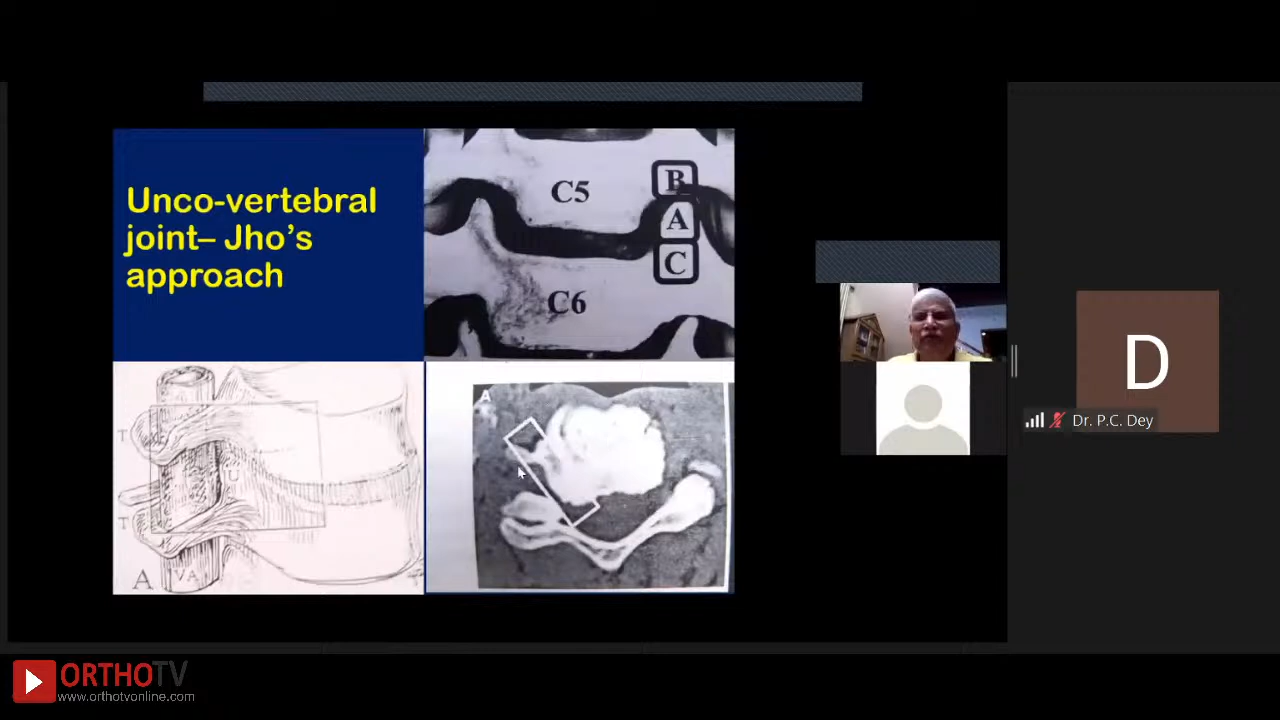 Unco-vertebral
joint– Jho's
approach
C5
B
A
C
C6
T
U
T
A
VA
A
D
Dr. P.C. Dey
ORTHOTV
www.orthotvonline.com